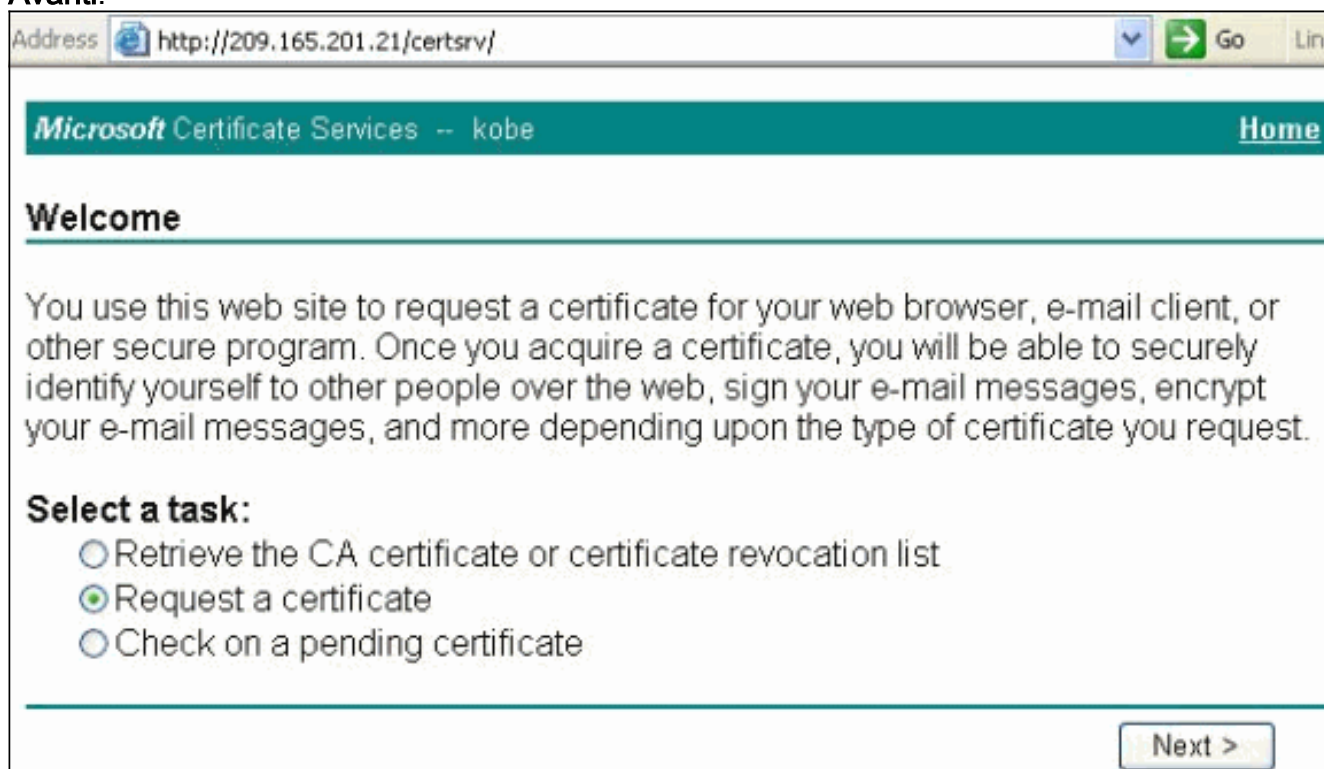 Avanti.
Address http://209.165.201.21/certsrv/ Go
Microsoft Certificate Services -- kobe Home
Welcome
You use this web site to request a certificate for your web browser, e-mail client, or
other secure program. Once you acquire a certificate, you will be able to securely
identify yourself to other people over the web, sign your e-mail messages, encrypt
your e-mail messages, and more depending upon the type of certificate you request.
Select a task:
Retrieve the CA certificate or certificate revocation list
Request a certificate
Check on a pending certificate
Next >